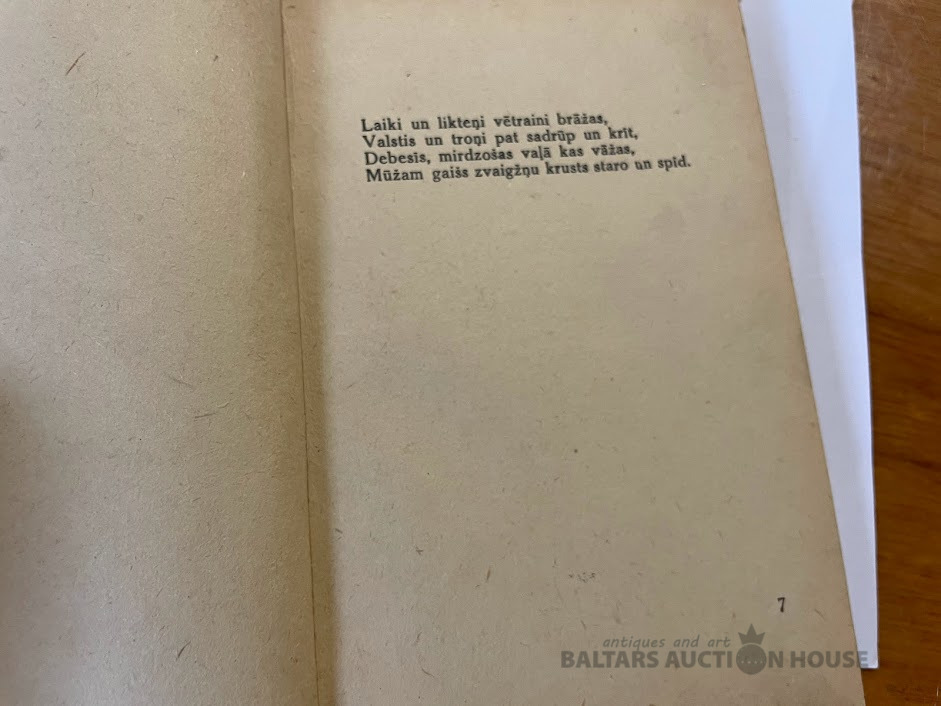 Laiki un likteņi vētraini brāžas,
Valstis un troņi pat sadrūp un krīt,
Debesīs, mirdzošas vaļā kas vāžas,
Mūžam gaišs zvaigžņu krusts staro un spīd.
7
antiques and art
BALTARS AUCTION HOUSE